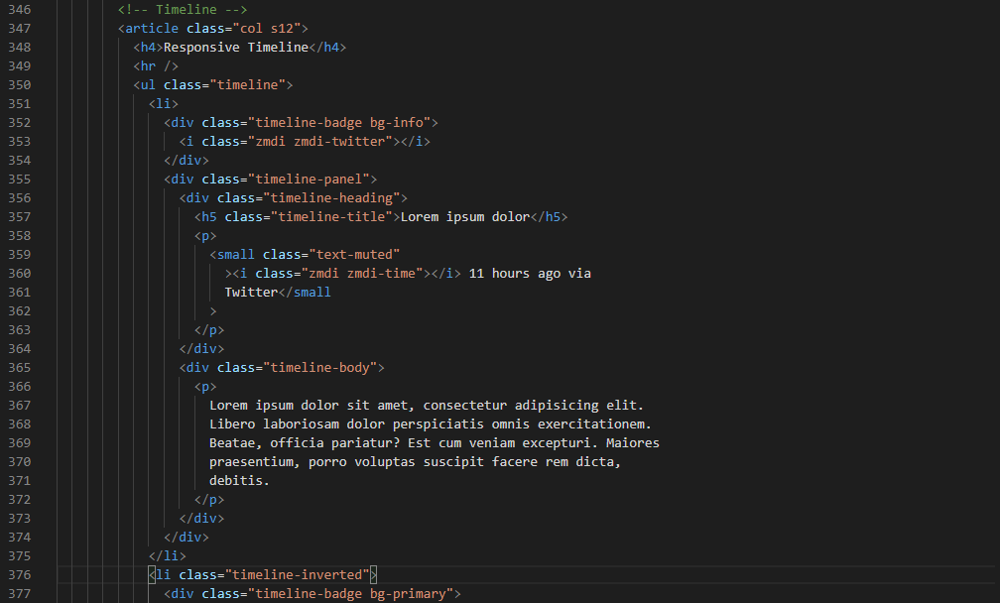 346 <!-- Timeline -->
347 <article class="col s12">
348 <h4>Responsive Timeline</h4>
349 <hr />
350 <ul class="timeline">
351 <li>
352 <div class="timeline-badge bg-info">
353 <i class="zmdi zmdi-twitter"></i>
354 </div>
355 <div class="timeline-panel">
356 <div class="timeline-heading">
357 <h5 class="timeline-title">Lorem ipsum dolor</h5>
358 <p>
359 <small class="text-muted"
360 ><i class="zmdi zmdi-time"></i> 11 hours ago via
361 Twitter</small
362 >
363 </p>
364 </div>
365 <div class="timeline-body">
366 <p>
367 Lorem ipsum dolor sit amet, consectetur adipisicing elit.
368 Libero laboriosam dolor perspiciatis omnis exercitationem.
369 Beatae, officia pariatur? Est cum veniam excepturi. Maiores
370 praesentium, porro voluptas suscipit facere rem dicta,
371 debitis.
372 </p>
373 </div>
374 </div>
375 </li>
376 <li class="timeline-inverted">
377 <div class="timeline-badge bg-primary">